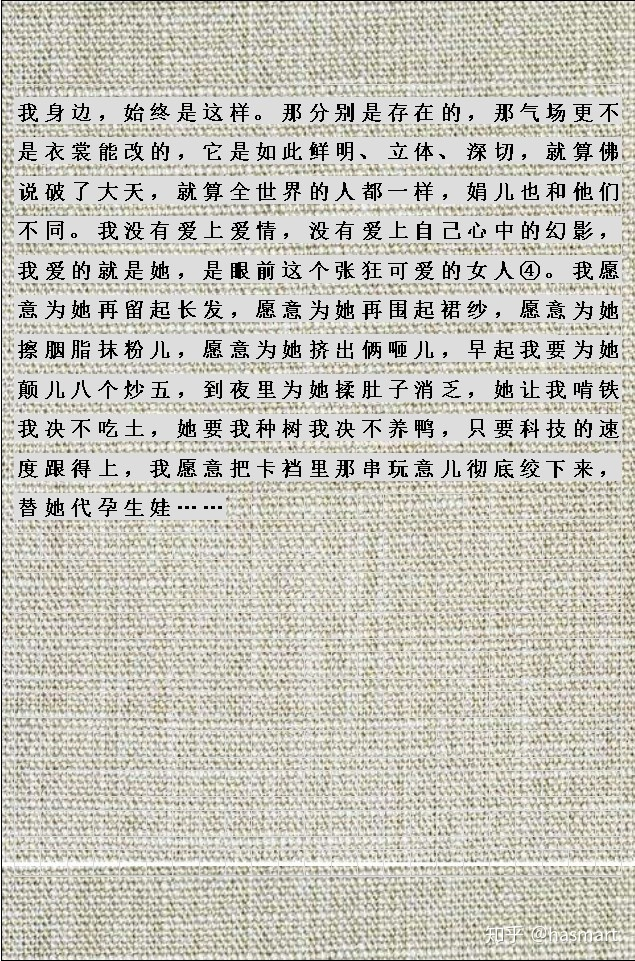 我身边，始终是这样。那分别是存在的，那气场更不
是衣裳能改的，它是如此鲜明、立体、深切，就算佛
说破了大天，就算全世界的人都一样，娟儿也和他们
不同。我没有爱上爱情，没有爱上自己心中的幻影，
我爱的就是她，是眼前这个张狂可爱的女人④。我愿
意为她再留起长发，愿意为她再围起裙纱，愿意为她
擦胭脂抹粉儿，愿意为她挤出俩咂儿，早起我要为她
颠儿八个炒五，到夜里为她揉肚子消乏，她让我啃铁
我决不吃土，她要我种树我决不养鸭，只要科技的速
度跟得上，我愿意把卡裆里那串玩意儿彻底绞下来，
替她代孕生娃……
知乎 @hasmart